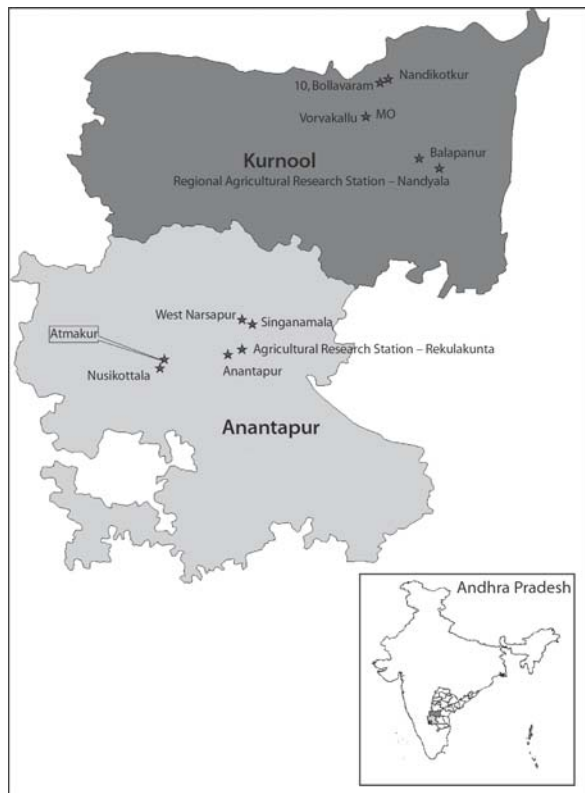 Nandikotkur
10, Bollavaram
Vorvakallu MO
Balapanur
Kurnool
Regional Agricultural Research Station – Nandyala
West Narsapur
Singanamala
Atmakur
Agricultural Research Station – Rekulakunta
Nusikottala
Anantapur
Anantapur
Andhra Pradesh